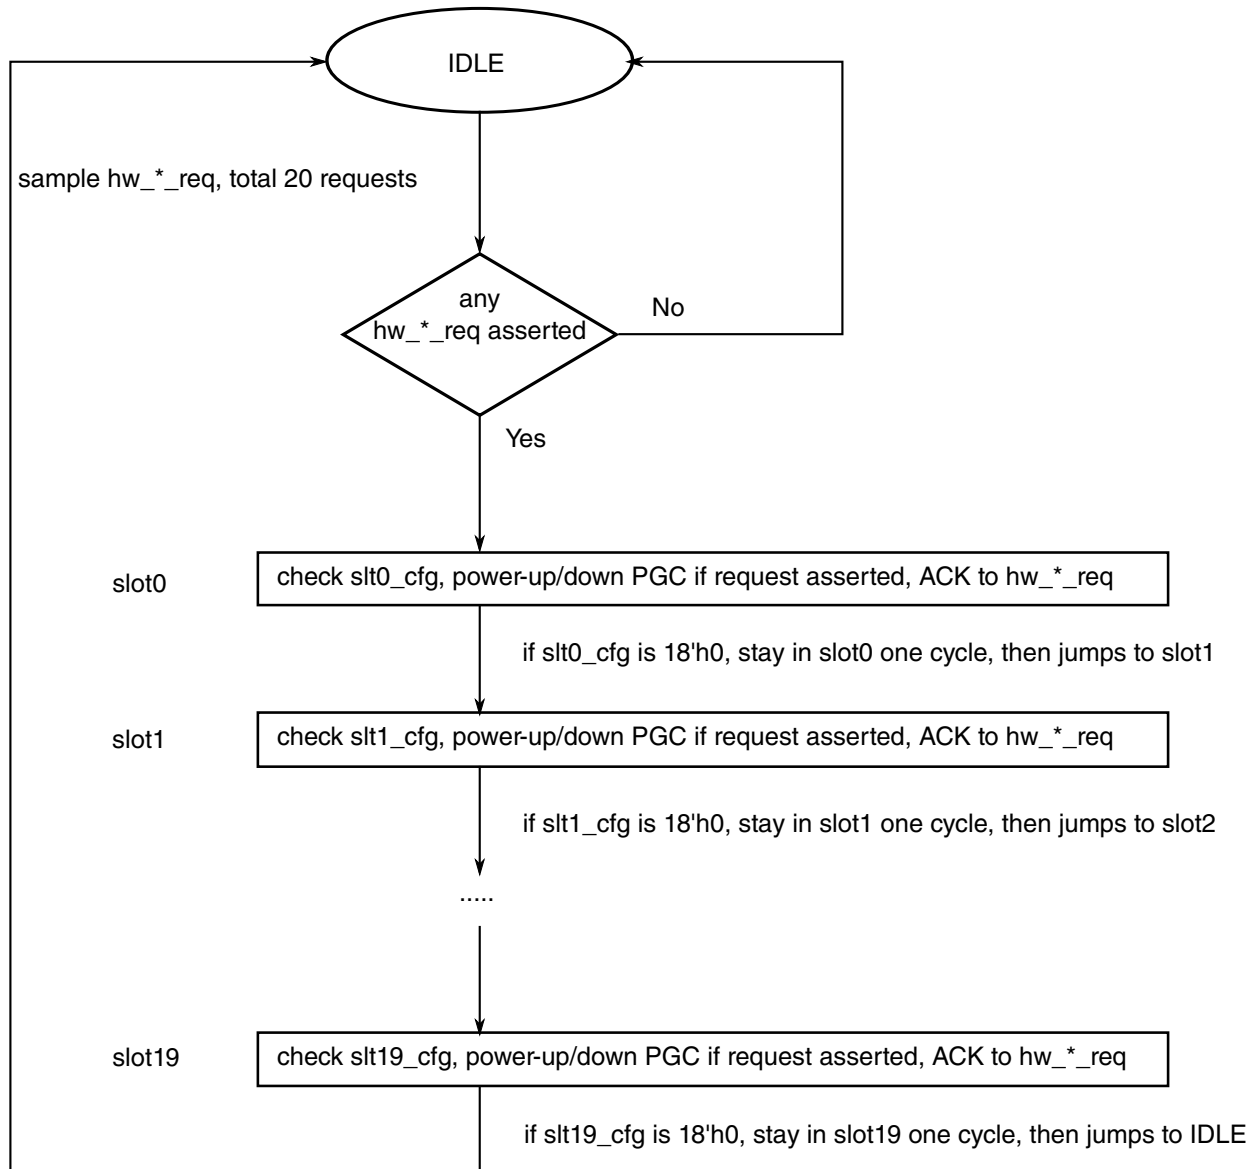 IDLE
sample hw_*_req, total 20 requests
any
hw_*_req asserted
No
Yes
slot0
check slt0_cfg, power-up/down PGC if request asserted, ACK to hw_*_req
if slt0_cfg is 18'h0, stay in slot0 one cycle, then jumps to slot1
slot1
check slt1_cfg, power-up/down PGC if request asserted, ACK to hw_*_req
if slt1_cfg is 18'h0, stay in slot1 one cycle, then jumps to slot2
.....
slot19
check slt19_cfg, power-up/down PGC if request asserted, ACK to hw_*_req
if slt19_cfg is 18'h0, stay in slot19 one cycle, then jumps to IDLE